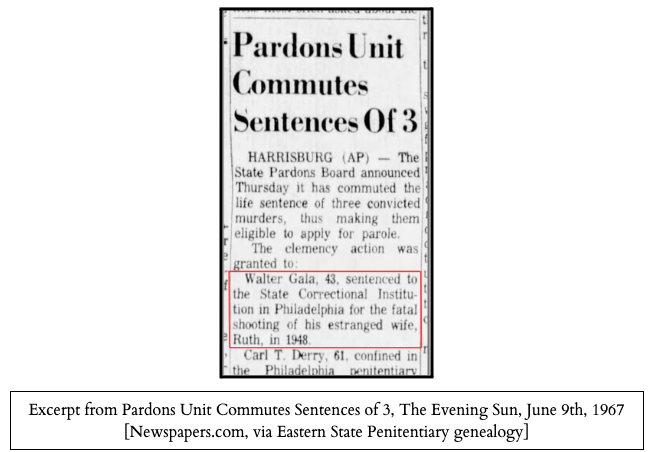 Pardons Unit
Commutes
Sentences Of 3
HARRISBURG (AP) — The
State Pardons Board announced
Thursday it has commuted the
life sentence of three convicted
murders, thus making them
eligible to apply for parole.
The clemency action was
granted to:
Walter Gala, 43, sentenced to
the State Correctional Institu-
tion in Philadelphia for the fatal
shooting of his estranged wife,
Ruth, in 1948.
Carl T. Derry, 61, confined in
the Philadelphia penitentiary
Excerpt from Pardons Unit Commutes Sentences of 3, The Evening Sun, June 9th, 1967
[Newspapers.com, via Eastern State Penitentiary genealogy]